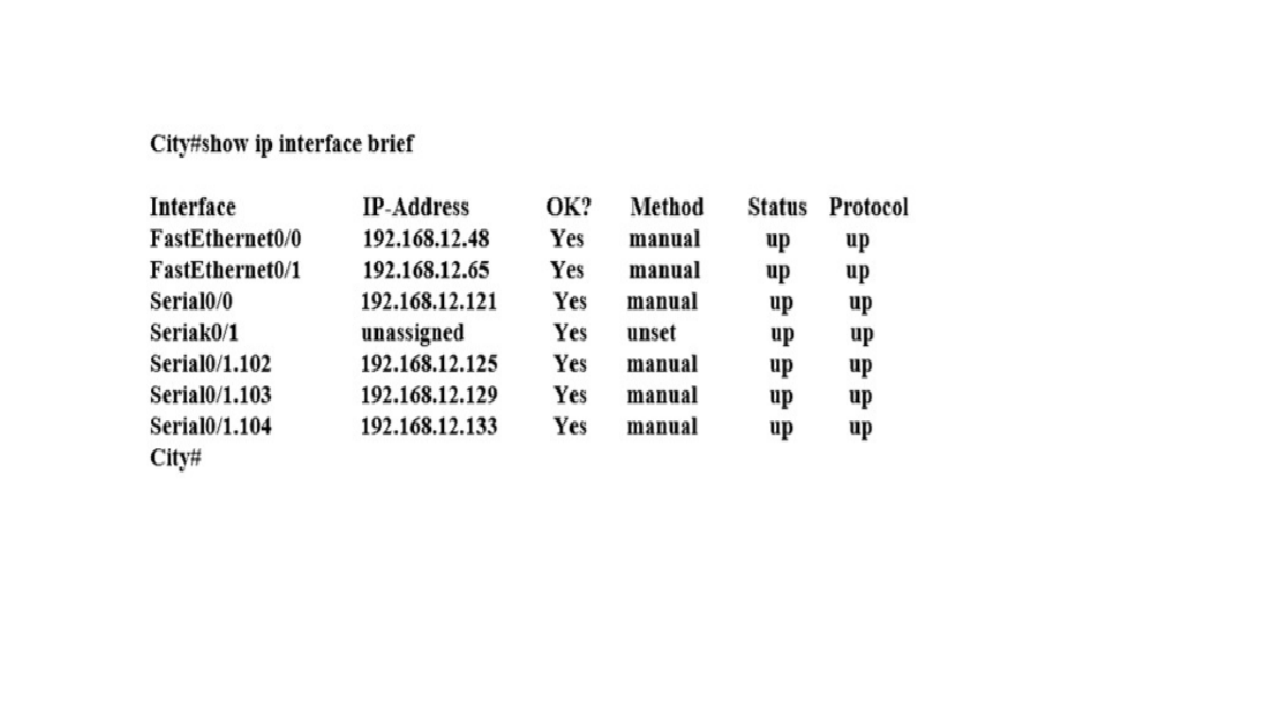 City#show ip interface brief
Interface IP-Address OK? Method Status Protocol
FastEthernet0/0 192.168.12.48 Yes manual up up
FastEthernet0/1 192.168.12.65 Yes manual up up
Serial0/0 192.168.12.121 Yes manual up up
Seriak0/1 unassigned Yes unset up up
Serial0/1.102 192.168.12.125 Yes manual up up
Serial0/1.103 192.168.12.129 Yes manual up up
Serial0/1.104 192.168.12.133 Yes manual up up
City#